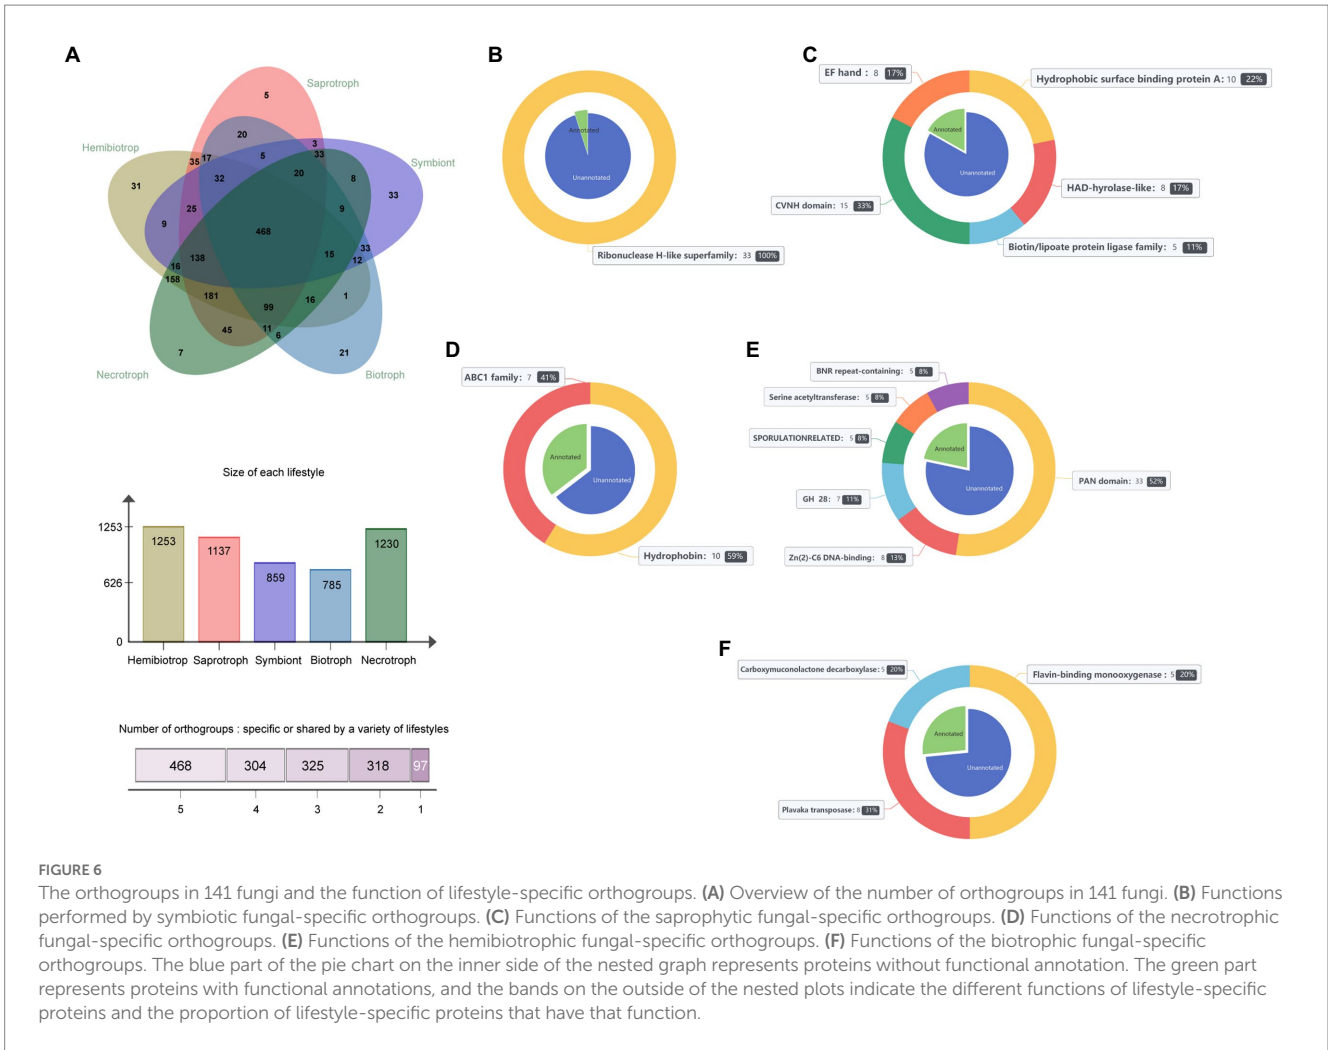 A
Saprotroph
Hemibiotrop
Symbiont
Necrotroph
Biotroph
5
20
3
33
35
17
5
32
20
8
33
31
25
9
9
468
138
15
33
12
16
158
181
99
16
1
45
11
6
7
21
Size of each lifestyle
1253
626
0
1253
1137
859
785
1230
Hemibiotrop Saprotroph Symbiont Biotroph Necrotroph
Number of orthogroups : specific or shared by a variety of lifestyles
468 304 325 318 97
5 4 3 2 1
B
Annotated
Unannotated
Ribonuclease H-like superfamily: 33 100%
C
EF hand : 8 17%
Hydrophobic surface binding protein A: 10 22%
Annotated
Unannotated
HAD-hyrolase-like: 8 17%
CVNH domain: 15 33%
Biotin/lipoate protein ligase family: 5 11%
D
ABC1 family: 7 41%
Annotated
Unannotated
Hydrophobin: 10 59%
E
BNR repeat-containing: 5 8%
Serine acetyltransferase: 5 8%
SPORULATIONRELATED: 5 8%
Annotated
Unannotated
PAN domain: 33 52%
GH 28: 7 11%
Zn(2)-C6 DNA-binding: 8 13%
F
Carboxymuconolactone decarboxylase: 5 20%
Flavin-binding monooxygenase : 5 20%
Annotated
Unannotated
Plavaka transposase: 8 31%
FIGURE 6
The orthogroups in 141 fungi and the function of lifestyle-specific orthogroups. (A) Overview of the number of orthogroups in 141 fungi. (B) Functions
performed by symbiotic fungal-specific orthogroups. (C) Functions of the saprophytic fungal-specific orthogroups. (D) Functions of the necrotrophic
fungal-specific orthogroups. (E) Functions of the hemibiotrophic fungal-specific orthogroups. (F) Functions of the biotrophic fungal-specific
orthogroups. The blue part of the pie chart on the inner side of the nested graph represents proteins without functional annotation. The green part
represents proteins with functional annotations, and the bands on the outside of the nested plots indicate the different functions of lifestyle-specific
proteins and the proportion of lifestyle-specific proteins that have that function.